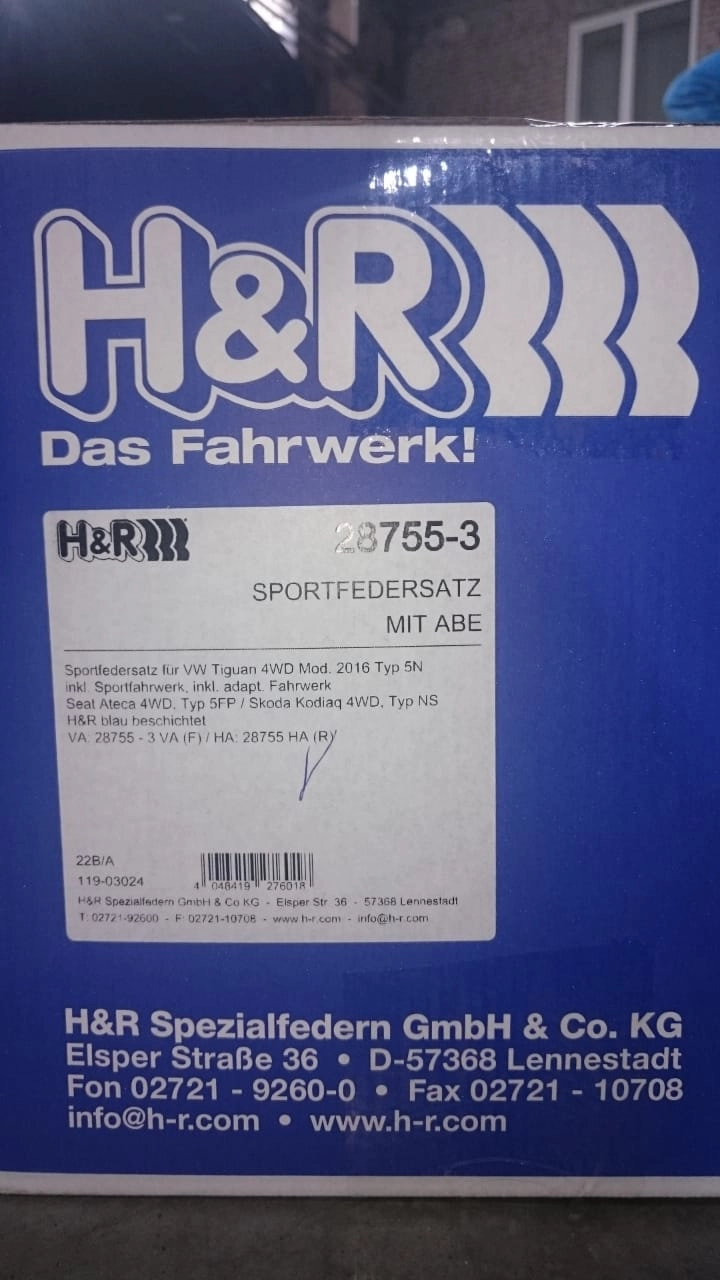 H&R
Das Fahrwerk!
H&R
28755-3
SPORTFEDERSATZ
MIT ABE
Sportfedersatz für VW Tiguan 4WD Mod. 2016 Typ 5N
inkl. Sportfahrwerk, inkl. adapt. Fahrwerk
Seat Ateca 4WD, Typ 5FP / Skoda Kodiaq 4WD, Typ NS
H&R blau beschichtet
VA: 28755 - 3 VA (F) / HA: 28755 HA (R)
22B/A
119-03024
4 048419 276018
H&R Spezialfedern GmbH & Co KG - Elsper Str. 36 - 57368 Lennestadt
T: 02721-92600 - F: 02721-10708 - www.h-r.com - info@h-r.com
H&R Spezialfedern GmbH & Co. KG
Elsper Straße 36 • D-57368 Lennestadt
Fon 02721 - 9260-0 • Fax 02721 - 10708
info@h-r.com • www.h-r.com